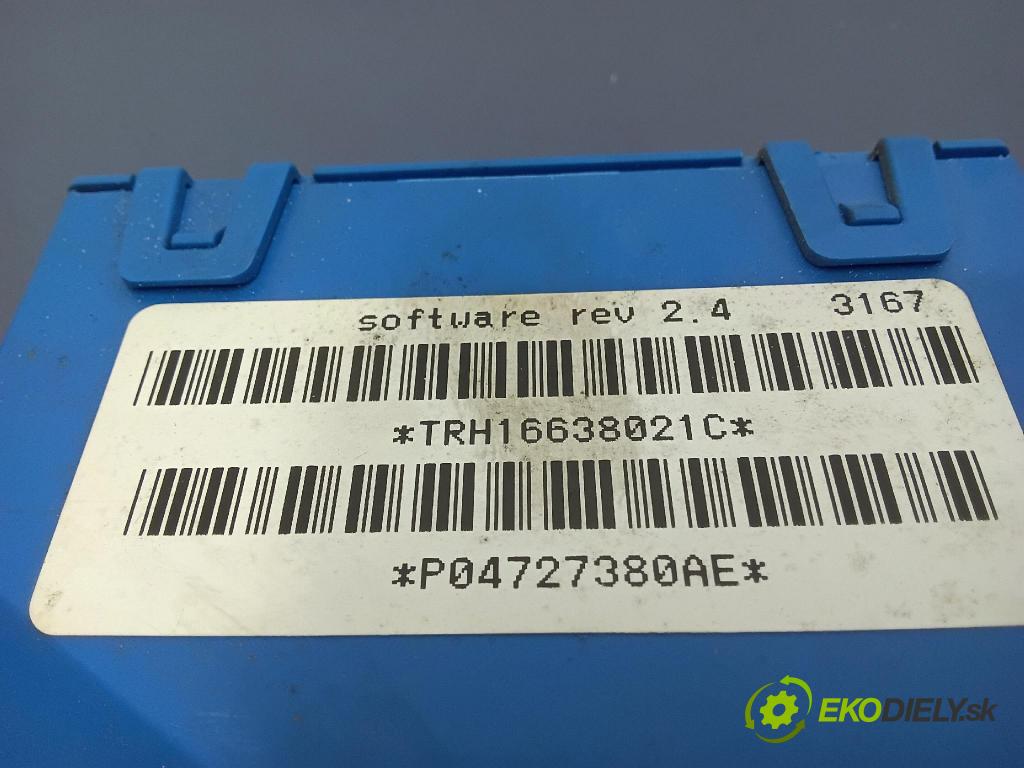 software rev 2.4 3167
*TRH16638021C*
*P04727380AE*
EKODIELY.sk